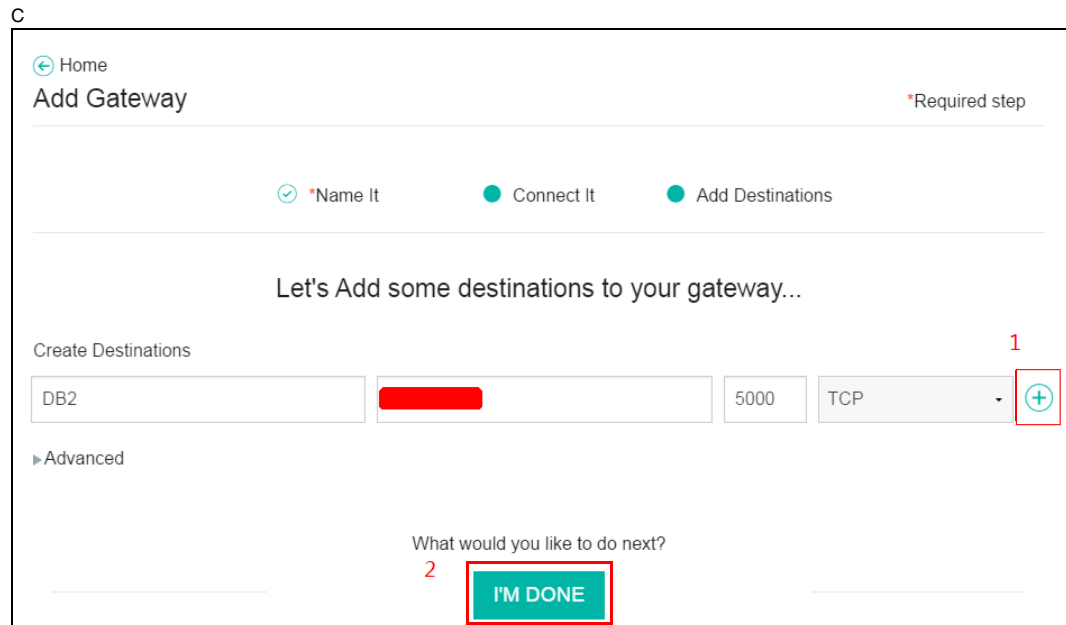 C
Home
Add Gateway
*Required step
*Name It Connect It Add Destinations
Let's Add some destinations to your gateway...
Create Destinations
1
DB2 5000 TCP
Advanced
What would you like to do next?
2
I'M DONE